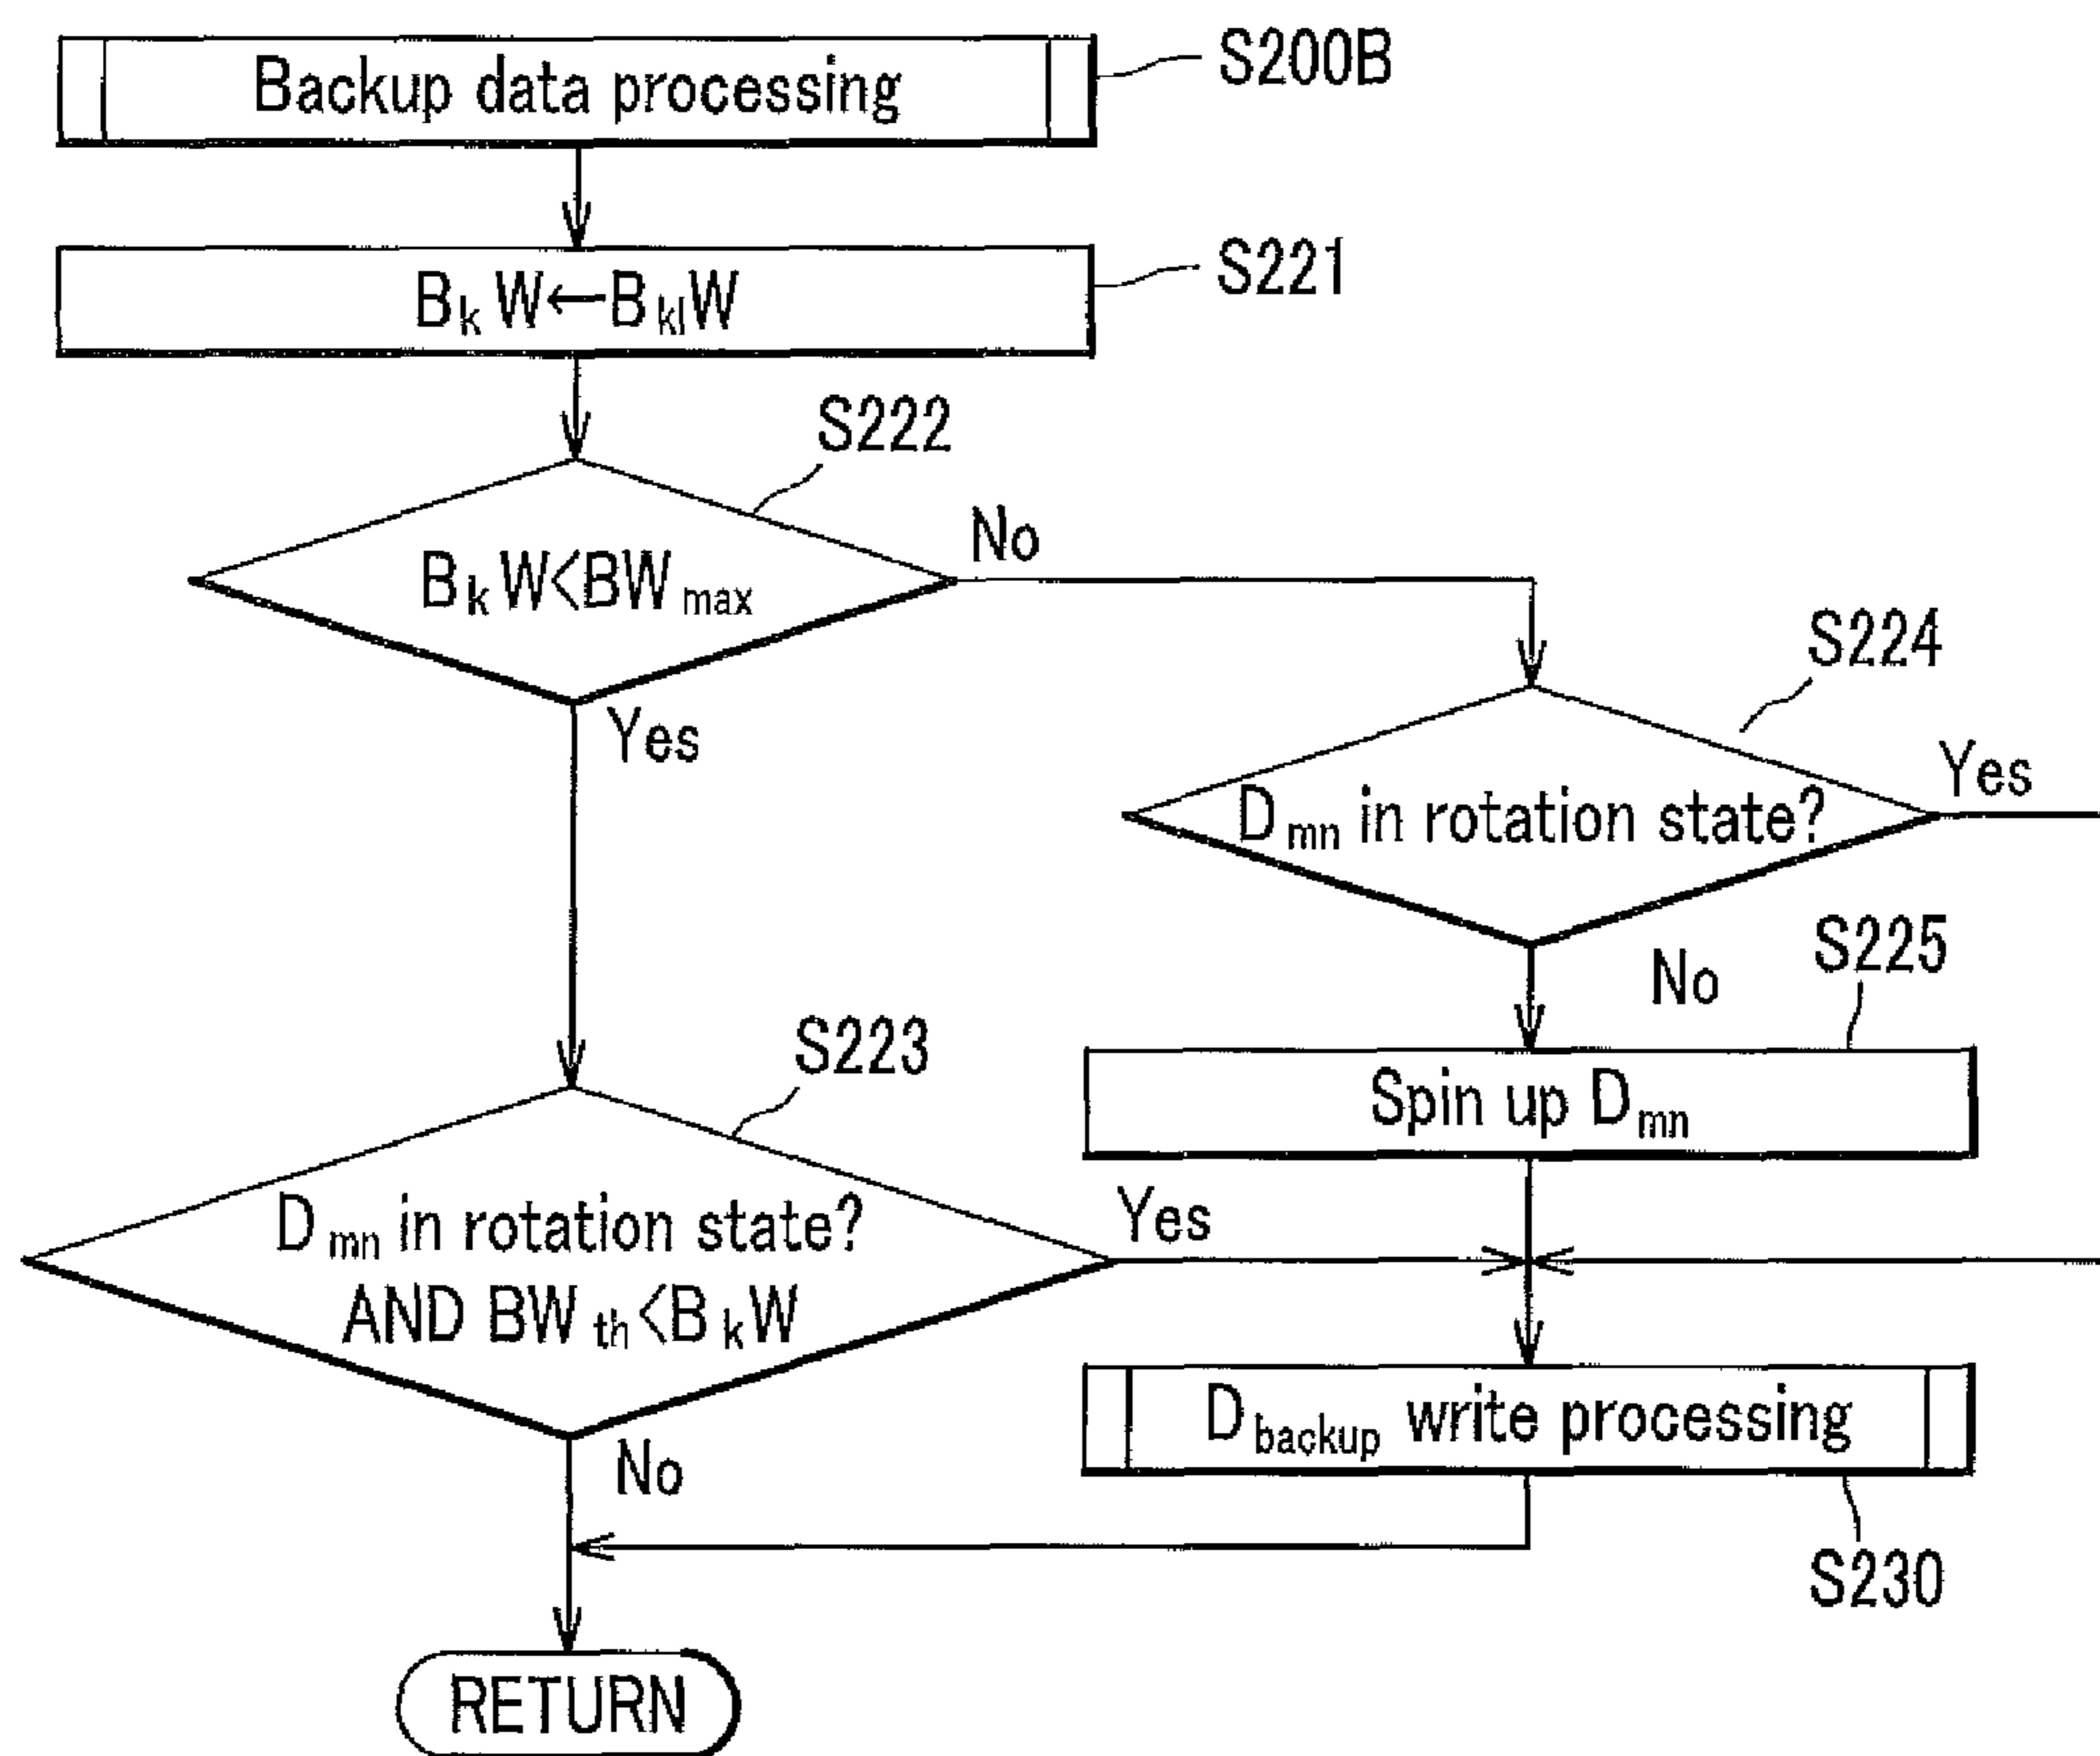 Backup data processing
S200B
BₖW←BₖₗW
S221
S222
BₖW<BWₘₐₓ
No
Yes
S224
Dₘₙ in rotation state?
Yes
No
S225
Spin up Dₘₙ
S223
Dₘₙ in rotation state?
AND BWₜₕ<BₖW
Yes
No
D_backup write processing
S230
RETURN